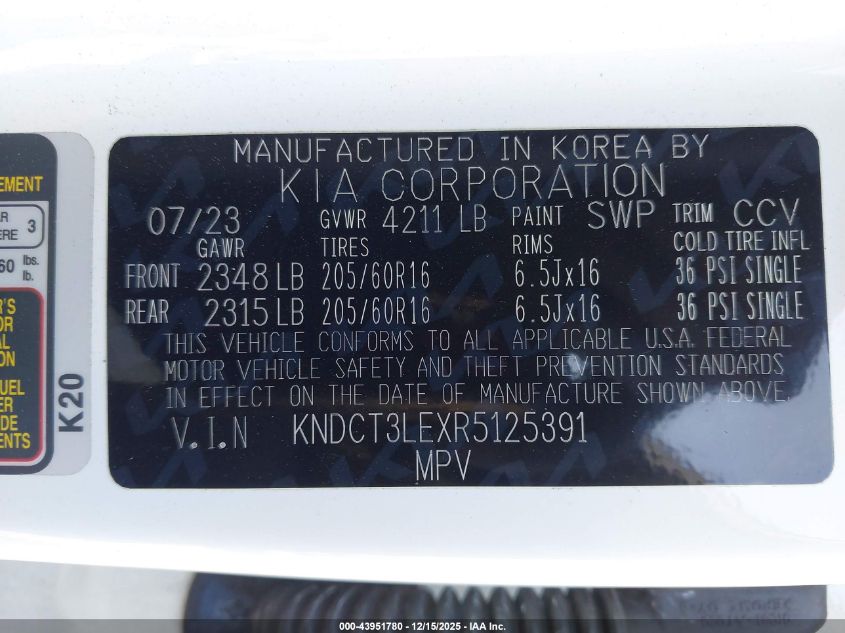 MANUFACTURED IN KOREA BY
KIA CORPORATION
07/23 GVWR 4211 LB PAINT SWP TRIM CCV
GAWR TIRES RIMS COLD TIRE INFL
FRONT 2348 LB 205/60R16 6.5Jx16 36 PSI SINGLE
REAR 2315 LB 205/60R16 6.5Jx16 36 PSI SINGLE
THIS VEHICLE CONFORMS TO ALL APPLICABLE U.S.A. FEDERAL
MOTOR VEHICLE SAFETY AND THEFT PREVENTION STANDARDS
IN EFFECT ON THE DATE OF MANUFACTURE SHOWN ABOVE.
V.I.N KNDCT3LEXR5125391
MPV
EMENT
3
60 lbs.
lb.
K20
000-43951780 - 12/15/2025 - IAA Inc.